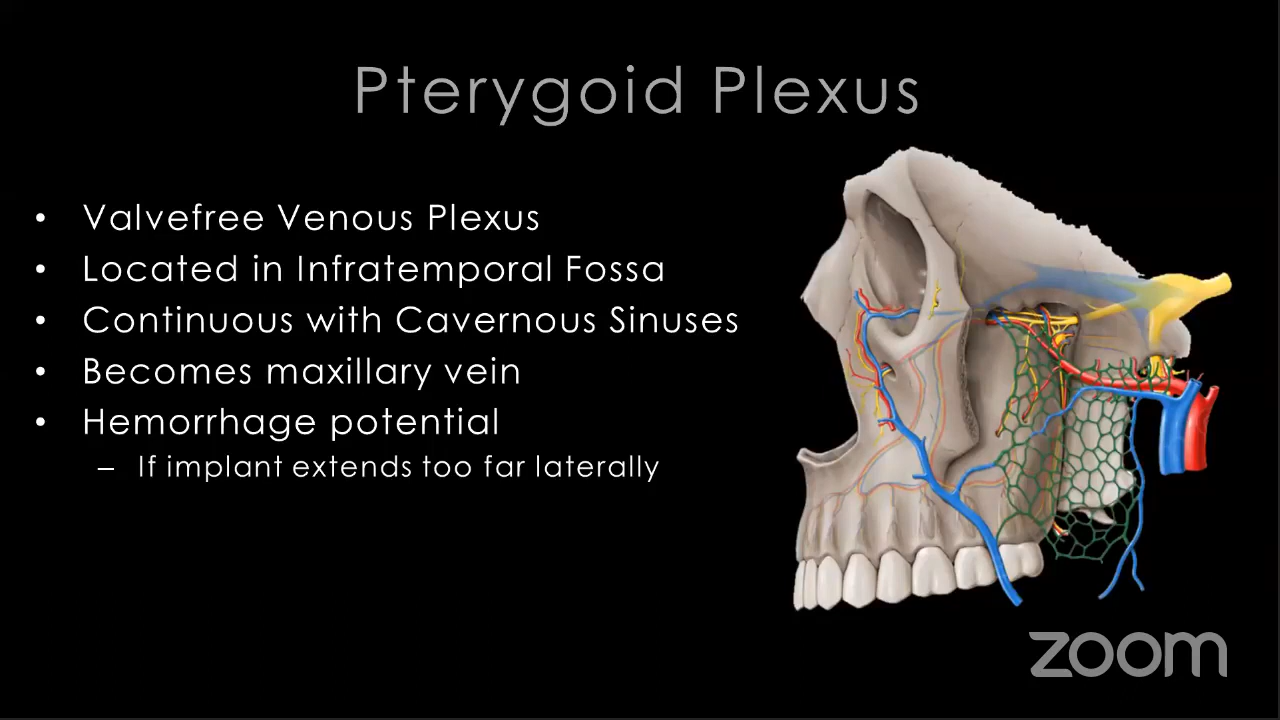 Pterygoid Plexus
• Valvefree Venous Plexus
• Located in Infratemporal Fossa
• Continuous with Cavernous Sinuses
• Becomes maxillary vein
• Hemorrhage potential
– If implant extends too far laterally
zoom